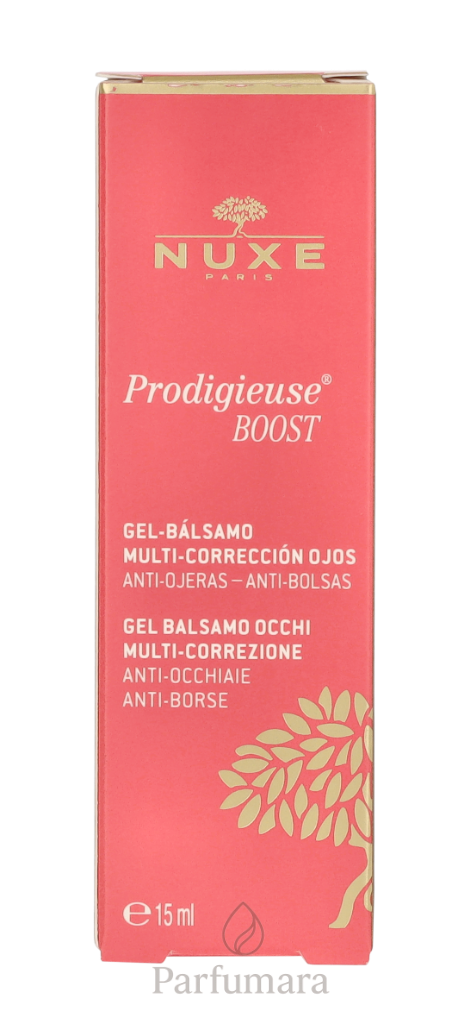 NUXE
PARIS
Prodigieuse®
BOOST
GEL-BÁLSAMO
MULTI-CORRECCIÓN OJOS
ANTI-OJERAS – ANTI-BOLSAS
GEL BALSAMO OCCHI
MULTI-CORREZIONE
ANTI-OCCHIAIE
ANTI-BORSE
℮ 15 ml
Parfumara